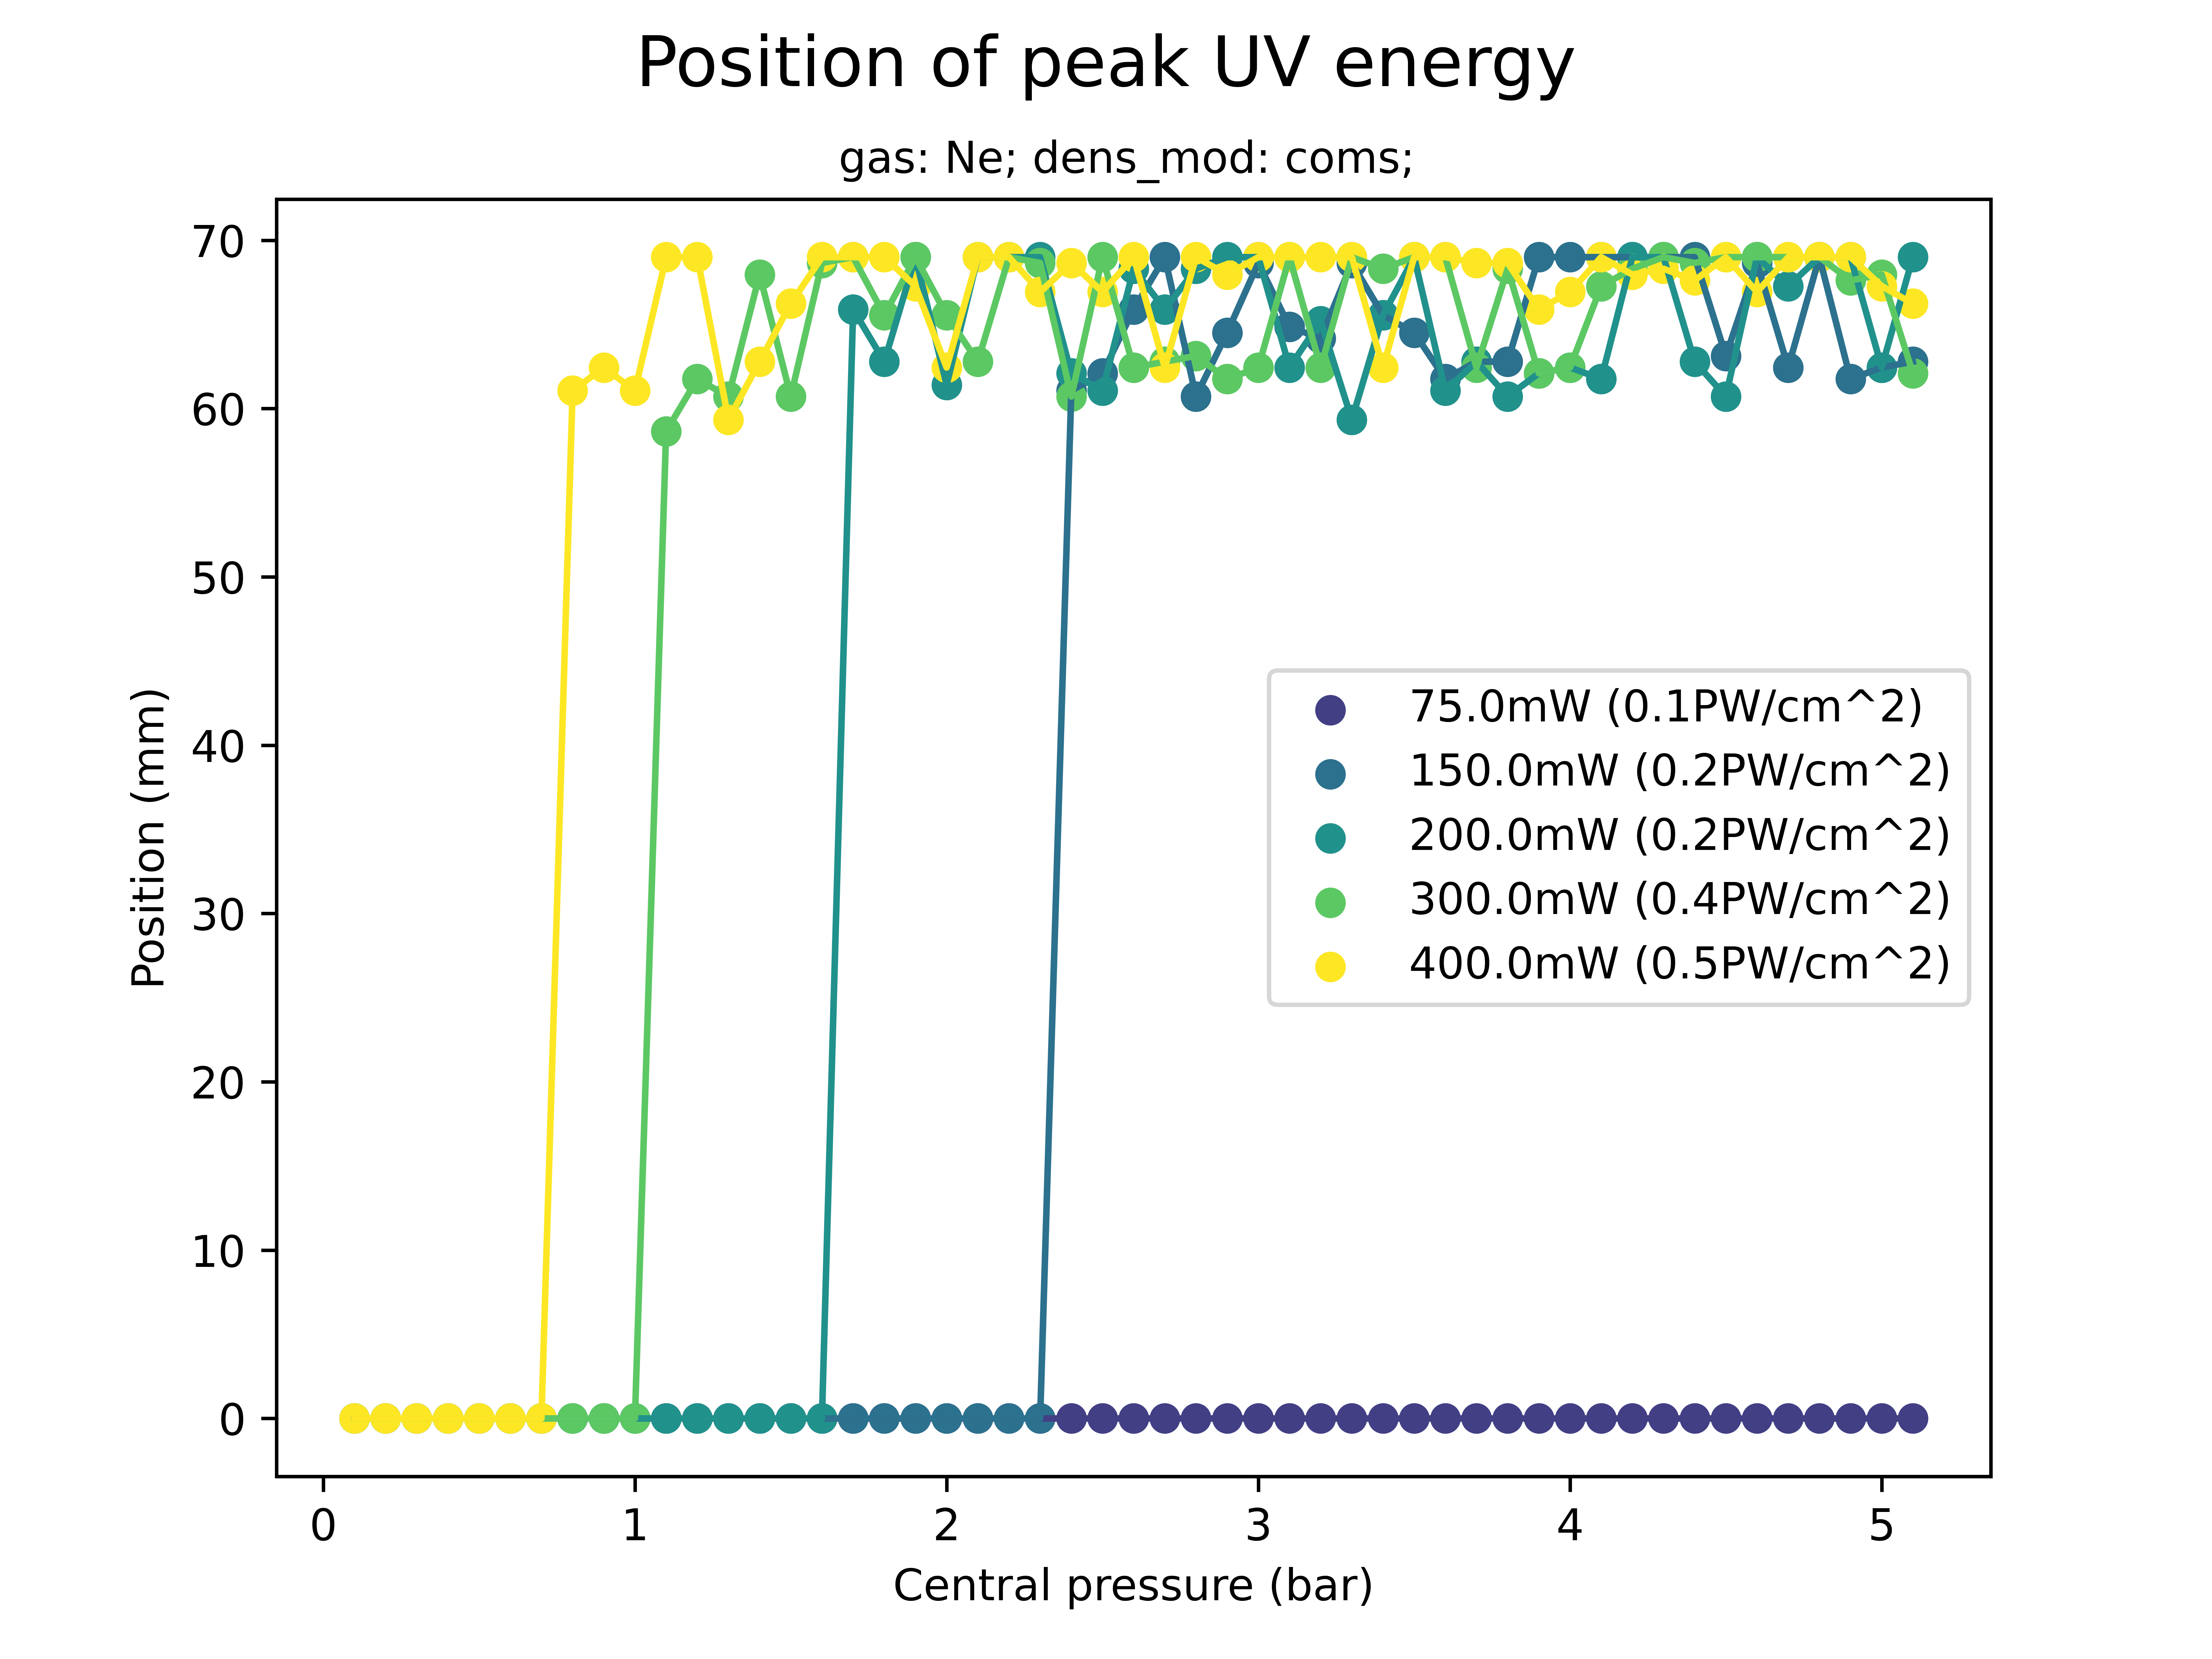 Position of peak UV energy
gas: Ne; dens_mod: coms;
70
60
50
40
30
20
10
0
Position (mm)
75.0mW (0.1PW/cm^2)
150.0mW (0.2PW/cm^2)
200.0mW (0.2PW/cm^2)
300.0mW (0.4PW/cm^2)
400.0mW (0.5PW/cm^2)
0 1 2 3 4 5
Central pressure (bar)